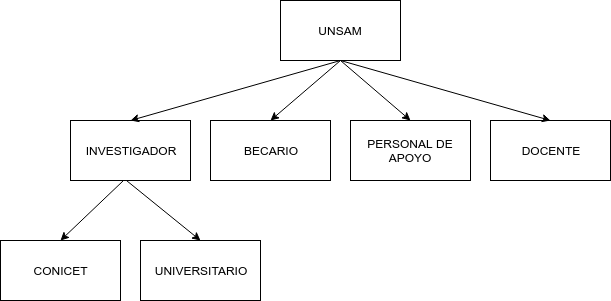 UNSAM
INVESTIGADOR
BECARIO
PERSONAL DE
APOYO
DOCENTE
CONICET
UNIVERSITARIO